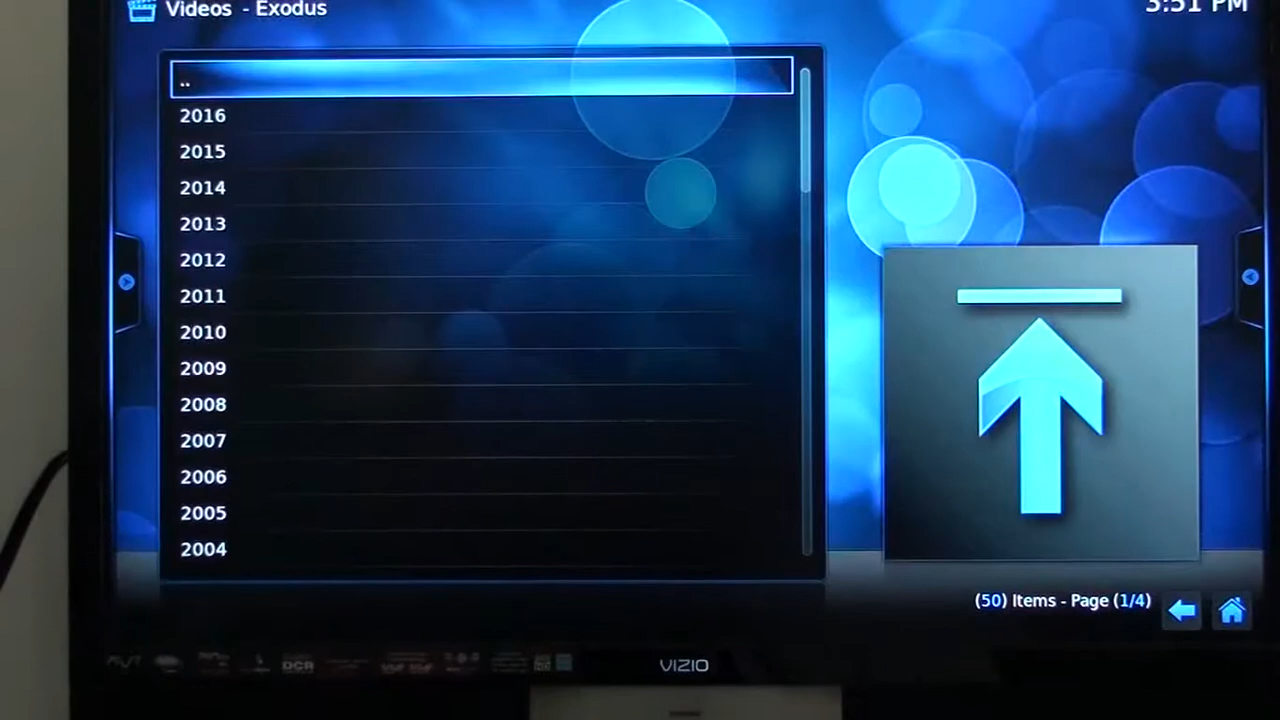 Videos - Exodus
3:51 PM
..
2016
2015
2014
2013
2012
2011
2010
2009
2008
2007
2006
2005
2004
(50) Items - Page (1/4)
DCR
VIZIO